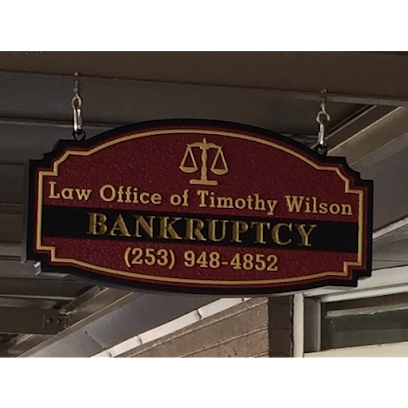 Law Office of Timothy Wilson
BANKRUPTCY
(253) 948-4852